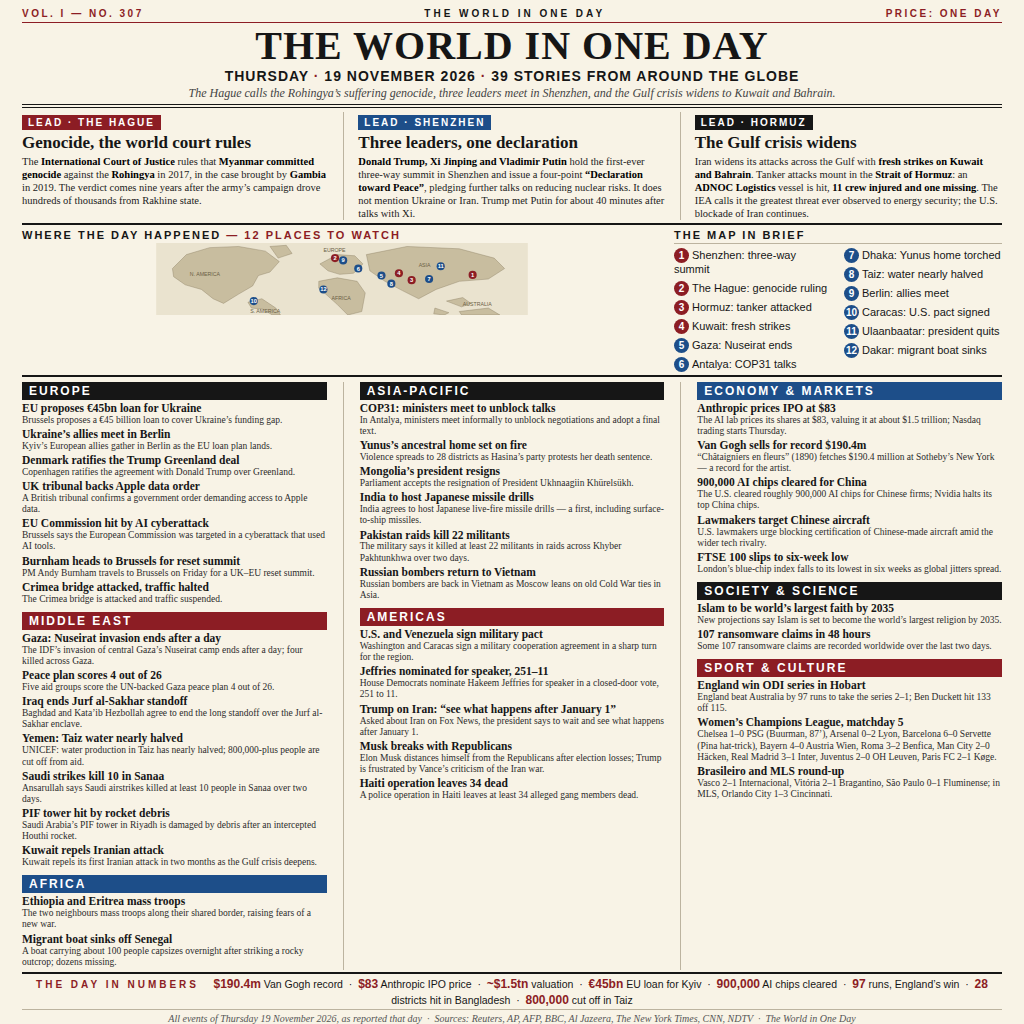 VOL. I — NO. 307
THE WORLD IN ONE DAY
PRICE: ONE DAY
THE WORLD IN ONE DAY
THURSDAY · 19 NOVEMBER 2026 · 39 STORIES FROM AROUND THE GLOBE
The Hague calls the Rohingya’s suffering genocide, three leaders meet in Shenzhen, and the Gulf crisis widens to Kuwait and Bahrain.
LEAD · THE HAGUE
Genocide, the world court rules
The International Court of Justice rules that Myanmar committed
genocide against the Rohingya in 2017, in the case brought by Gambia
in 2019. The verdict comes nine years after the army’s campaign drove
hundreds of thousands from Rakhine state.
LEAD · SHENZHEN
Three leaders, one declaration
Donald Trump, Xi Jinping and Vladimir Putin hold the first-ever
three-way summit in Shenzhen and issue a four-point “Declaration
toward Peace”, pledging further talks on reducing nuclear risks. It does
not mention Ukraine or Iran. Trump met Putin for about 40 minutes after
talks with Xi.
LEAD · HORMUZ
The Gulf crisis widens
Iran widens its attacks across the Gulf with fresh strikes on Kuwait
and Bahrain. Tanker attacks mount in the Strait of Hormuz: an
ADNOC Logistics vessel is hit, 11 crew injured and one missing. The
IEA calls it the greatest threat ever observed to energy security; the U.S.
blockade of Iran continues.
WHERE THE DAY HAPPENED — 12 PLACES TO WATCH
N. AMERICA
S. AMERICA
EUROPE
AFRICA
ASIA
AUSTRALIA
2
9
6
12
10
5
4
8
3
7
11
1
THE MAP IN BRIEF
1 Shenzhen: three-way
summit
2 The Hague: genocide ruling
3 Hormuz: tanker attacked
4 Kuwait: fresh strikes
5 Gaza: Nuseirat ends
6 Antalya: COP31 talks
7 Dhaka: Yunus home torched
8 Taiz: water nearly halved
9 Berlin: allies meet
10 Caracas: U.S. pact signed
11 Ulaanbaatar: president quits
12 Dakar: migrant boat sinks
EUROPE
EU proposes €45bn loan for Ukraine
Brussels proposes a €45 billion loan to cover Ukraine’s funding gap.
Ukraine’s allies meet in Berlin
Kyiv’s European allies gather in Berlin as the EU loan plan lands.
Denmark ratifies the Trump Greenland deal
Copenhagen ratifies the agreement with Donald Trump over Greenland.
UK tribunal backs Apple data order
A British tribunal confirms a government order demanding access to Apple
data.
EU Commission hit by AI cyberattack
Brussels says the European Commission was targeted in a cyberattack that used
AI tools.
Burnham heads to Brussels for reset summit
PM Andy Burnham travels to Brussels on Friday for a UK–EU reset summit.
Crimea bridge attacked, traffic halted
The Crimea bridge is attacked and traffic suspended.
MIDDLE EAST
Gaza: Nuseirat invasion ends after a day
The IDF’s invasion of central Gaza’s Nuseirat camp ends after a day; four
killed across Gaza.
Peace plan scores 4 out of 26
Five aid groups score the UN-backed Gaza peace plan 4 out of 26.
Iraq ends Jurf al-Sakhar standoff
Baghdad and Kata’ib Hezbollah agree to end the long standoff over the Jurf al-
Sakhar enclave.
Yemen: Taiz water nearly halved
UNICEF: water production in Taiz has nearly halved; 800,000-plus people are
cut off from aid.
Saudi strikes kill 10 in Sanaa
Ansarullah says Saudi airstrikes killed at least 10 people in Sanaa over two
days.
PIF tower hit by rocket debris
Saudi Arabia’s PIF tower in Riyadh is damaged by debris after an intercepted
Houthi rocket.
Kuwait repels Iranian attack
Kuwait repels its first Iranian attack in two months as the Gulf crisis deepens.
AFRICA
Ethiopia and Eritrea mass troops
The two neighbours mass troops along their shared border, raising fears of a
new war.
Migrant boat sinks off Senegal
A boat carrying about 100 people capsizes overnight after striking a rocky
outcrop; dozens missing.
ASIA-PACIFIC
COP31: ministers meet to unblock talks
In Antalya, ministers meet informally to unblock negotiations and adopt a final
text.
Yunus’s ancestral home set on fire
Violence spreads to 28 districts as Hasina’s party protests her death sentence.
Mongolia’s president resigns
Parliament accepts the resignation of President Ukhnaagiin Khürelsükh.
India to host Japanese missile drills
India agrees to host Japanese live-fire missile drills — a first, including surface-
to-ship missiles.
Pakistan raids kill 22 militants
The military says it killed at least 22 militants in raids across Khyber
Pakhtunkhwa over two days.
Russian bombers return to Vietnam
Russian bombers are back in Vietnam as Moscow leans on old Cold War ties in
Asia.
AMERICAS
U.S. and Venezuela sign military pact
Washington and Caracas sign a military cooperation agreement in a sharp turn
for the region.
Jeffries nominated for speaker, 251–11
House Democrats nominate Hakeem Jeffries for speaker in a closed-door vote,
251 to 11.
Trump on Iran: “see what happens after January 1”
Asked about Iran on Fox News, the president says to wait and see what happens
after January 1.
Musk breaks with Republicans
Elon Musk distances himself from the Republicans after election losses; Trump
is frustrated by Vance’s criticism of the Iran war.
Haiti operation leaves 34 dead
A police operation in Haiti leaves at least 34 alleged gang members dead.
ECONOMY & MARKETS
Anthropic prices IPO at $83
The AI lab prices its shares at $83, valuing it at about $1.5 trillion; Nasdaq
trading starts Thursday.
Van Gogh sells for record $190.4m
“Châtaigniers en fleurs” (1890) fetches $190.4 million at Sotheby’s New York
— a record for the artist.
900,000 AI chips cleared for China
The U.S. cleared roughly 900,000 AI chips for Chinese firms; Nvidia halts its
top China chips.
Lawmakers target Chinese aircraft
U.S. lawmakers urge blocking certification of Chinese-made aircraft amid the
wider tech rivalry.
FTSE 100 slips to six-week low
London’s blue-chip index falls to its lowest in six weeks as global jitters spread.
SOCIETY & SCIENCE
Islam to be world’s largest faith by 2035
New projections say Islam is set to become the world’s largest religion by 2035.
107 ransomware claims in 48 hours
Some 107 ransomware claims are recorded worldwide over the last two days.
SPORT & CULTURE
England win ODI series in Hobart
England beat Australia by 97 runs to take the series 2–1; Ben Duckett hit 133
off 115.
Women’s Champions League, matchday 5
Chelsea 1–0 PSG (Buurman, 87’), Arsenal 0–2 Lyon, Barcelona 6–0 Servette
(Pina hat-trick), Bayern 4–0 Austria Wien, Roma 3–2 Benfica, Man City 2–0
Häcken, Real Madrid 3–1 Inter, Juventus 2–0 OH Leuven, Paris FC 2–1 Køge.
Brasileiro and MLS round-up
Vasco 2–1 Internacional, Vitória 2–1 Bragantino, São Paulo 0–1 Fluminense; in
MLS, Orlando City 1–3 Cincinnati.
THE DAY IN NUMBERS $190.4m Van Gogh record · $83 Anthropic IPO price · ~$1.5tn valuation · €45bn EU loan for Kyiv · 900,000 AI chips cleared · 97 runs, England’s win · 28
districts hit in Bangladesh · 800,000 cut off in Taiz
All events of Thursday 19 November 2026, as reported that day · Sources: Reuters, AP, AFP, BBC, Al Jazeera, The New York Times, CNN, NDTV · The World in One Day